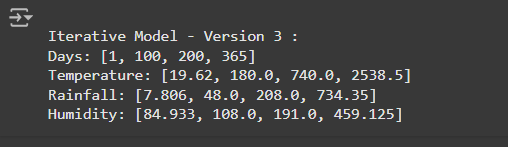 Iterative Model - Version 3 :
Days: [1, 100, 200, 365]
Temperature: [19.62, 180.0, 740.0, 2538.5]
Rainfall: [7.806, 48.0, 208.0, 734.35]
Humidity: [84.933, 108.0, 191.0, 459.125]